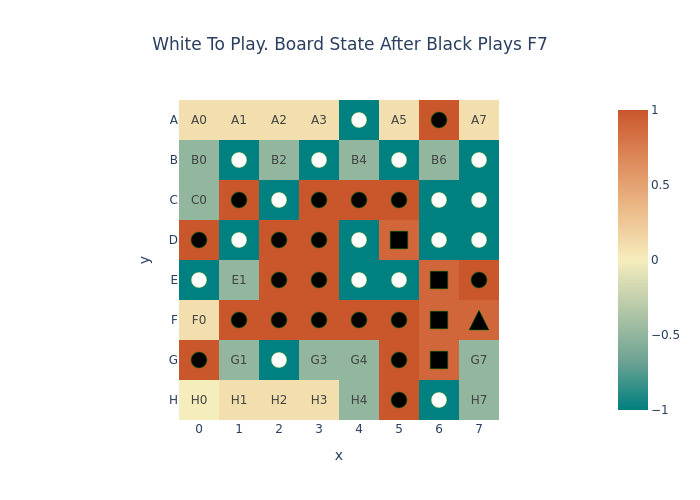 White To Play. Board State After Black Plays F7
A A0 A1 A2 A3 A5 A7
B B0 B2 B4 B6
C C0
D
E E1
F F0
G G1 G3 G4 G7
H H0 H1 H2 H3 H4 H7
0 1 2 3 4 5 6 7
x
y
1
0.5
0
−0.5
−1